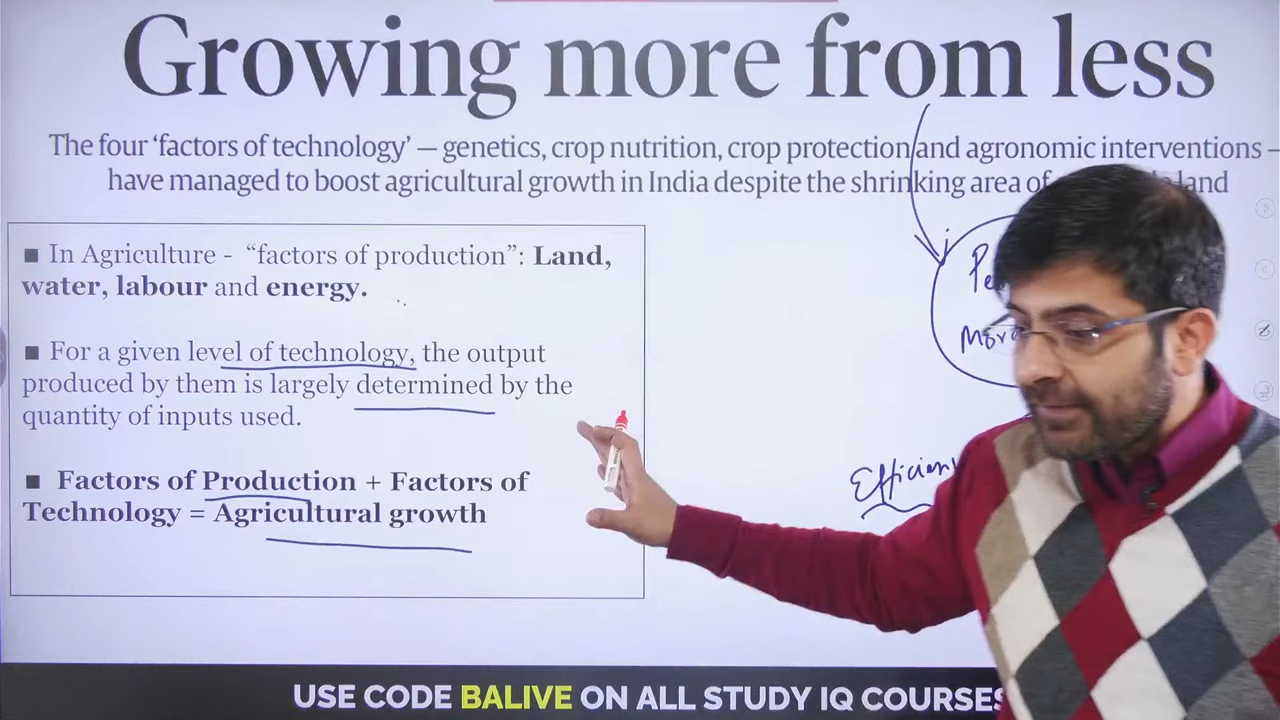 Growing more from less
The four ‘factors of technology’ — genetics, crop nutrition, crop protection and agronomic interventions —
have managed to boost agricultural growth in India despite the shrinking area of land
■ In Agriculture - “factors of production”: Land,
water, labour and energy.
■ For a given level of technology, the output
produced by them is largely determined by the
quantity of inputs used.
■ Factors of Production + Factors of
Technology = Agricultural growth
USE CODE BALIVE ON ALL STUDY IQ COURSES